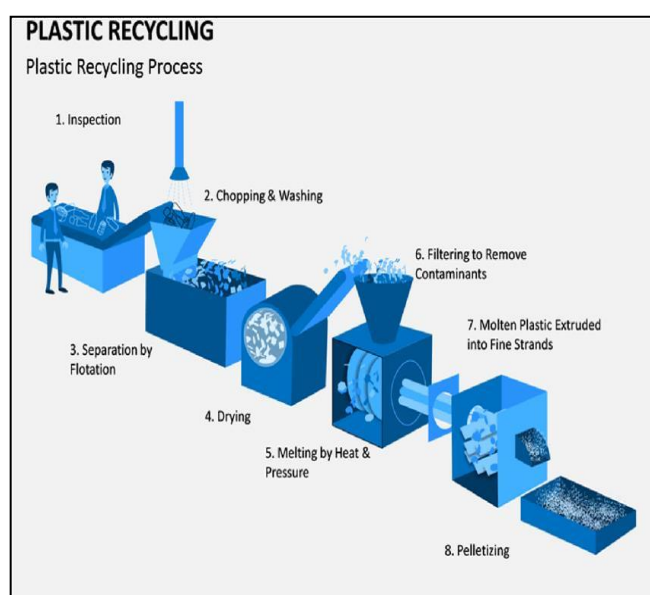 PLASTIC RECYCLING
Plastic Recycling Process
1. Inspection
2. Chopping & Washing
3. Separation by
Flotation
4. Drying
5. Melting by Heat &
Pressure
6. Filtering to Remove
Contaminants
7. Molten Plastic Extruded
into Fine Strands
8. Pelletizing